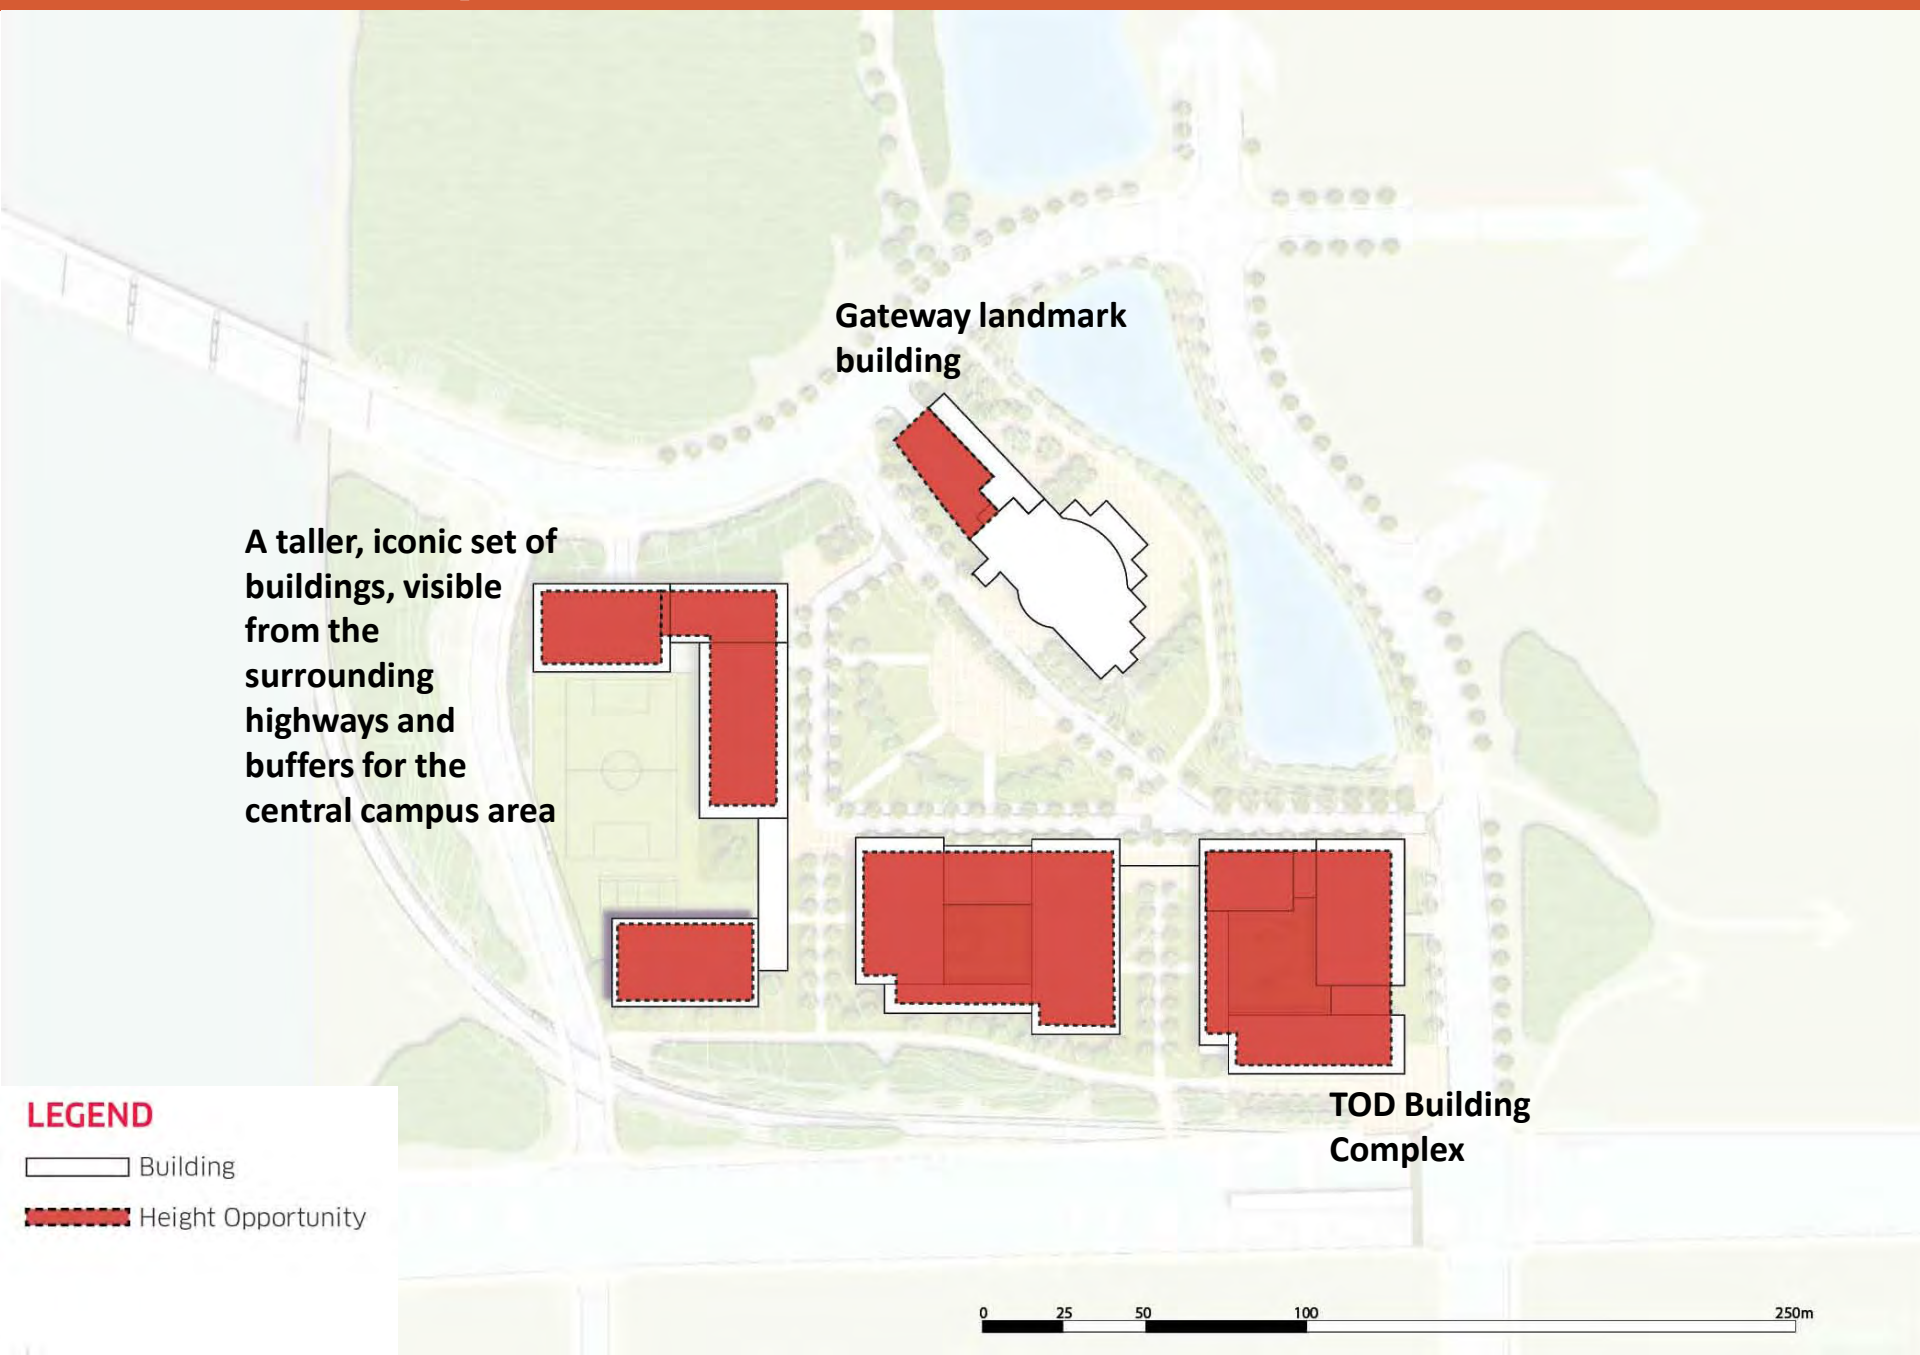 Gateway landmark
building
A taller, iconic set of
buildings, visible
from the
surrounding
highways and
buffers for the
central campus area
TOD Building
Complex
LEGEND
Building
Height Opportunity
0 25 50 100 250m